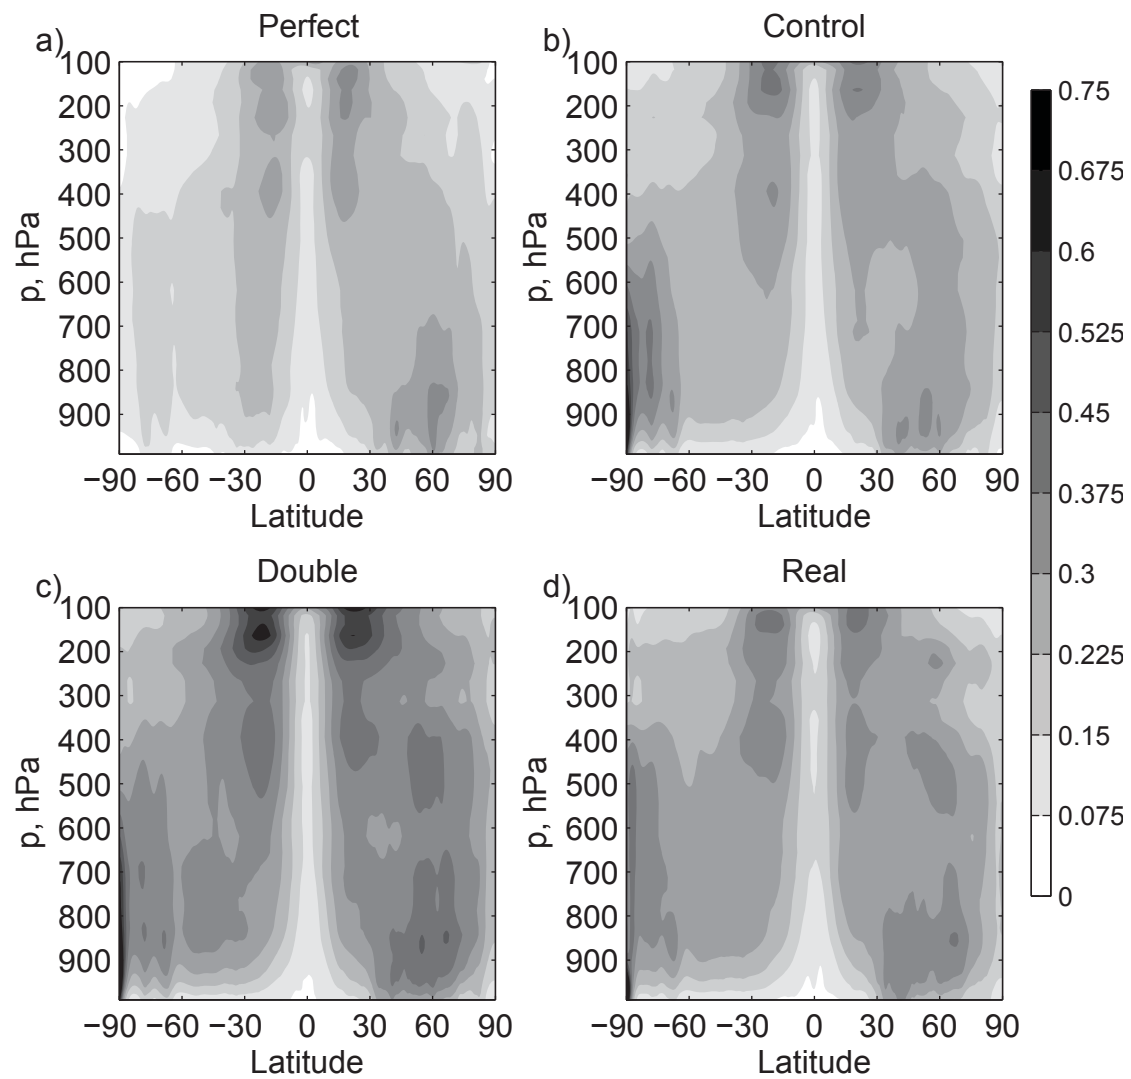 a)
Perfect
100
200
300
400
500
600
700
800
900
p, hPa
−90 −60 −30 0 30 60 90
Latitude
b)
Control
100
200
300
400
500
600
700
800
900
p, hPa
−90 −60 −30 0 30 60 90
Latitude
c)
Double
100
200
300
400
500
600
700
800
900
p, hPa
−90 −60 −30 0 30 60 90
Latitude
d)
Real
100
200
300
400
500
600
700
800
900
p, hPa
−90 −60 −30 0 30 60 90
Latitude
0.75
0.675
0.6
0.525
0.45
0.375
0.3
0.225
0.15
0.075
0